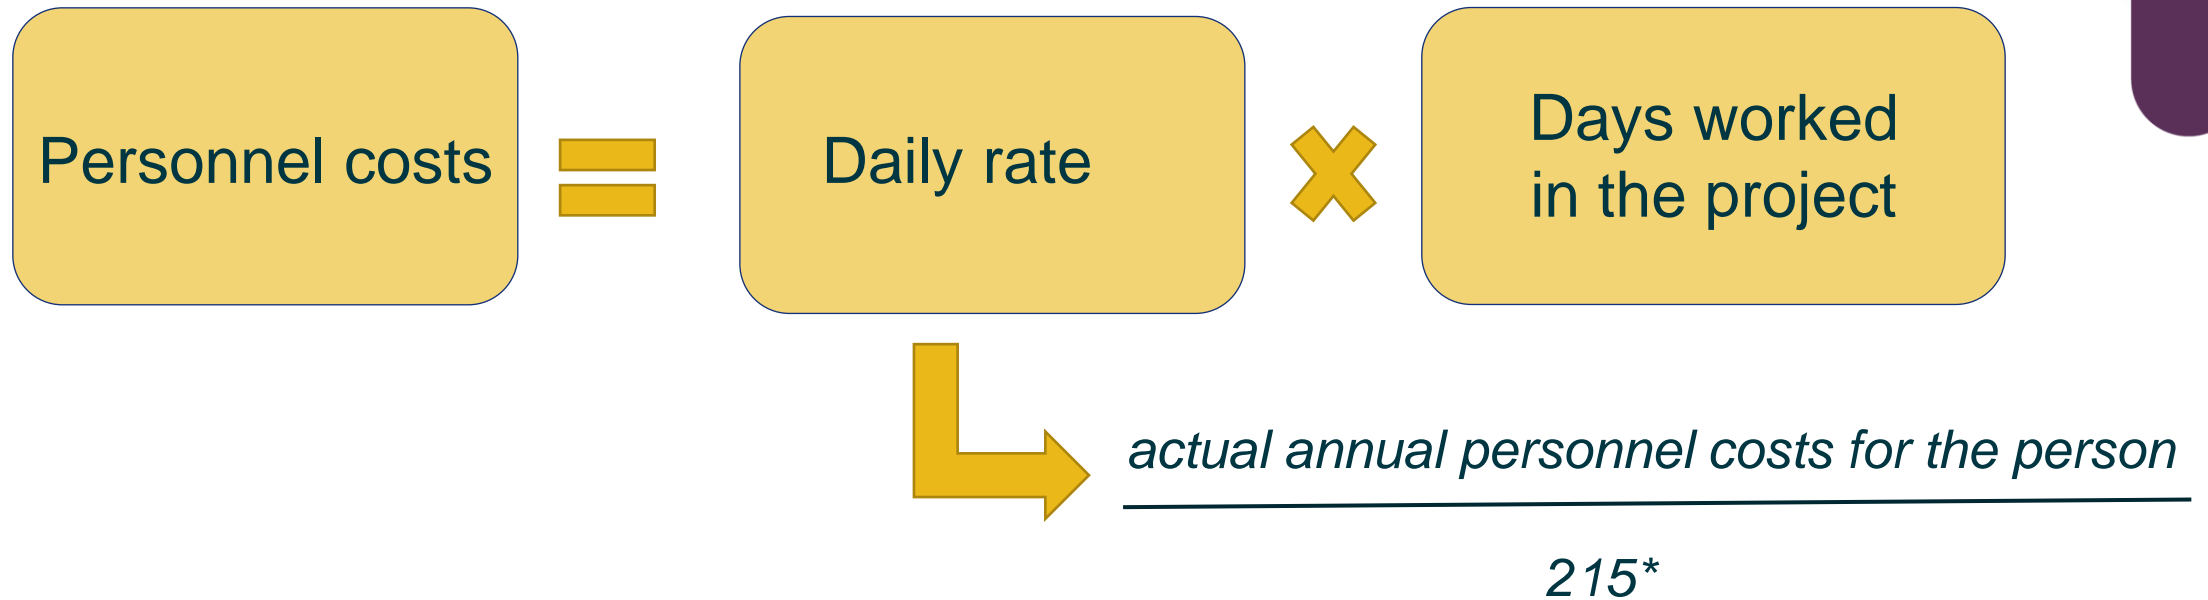 Personnel costs
Daily rate
Days worked
in the project
actual annual personnel costs for the person
215*